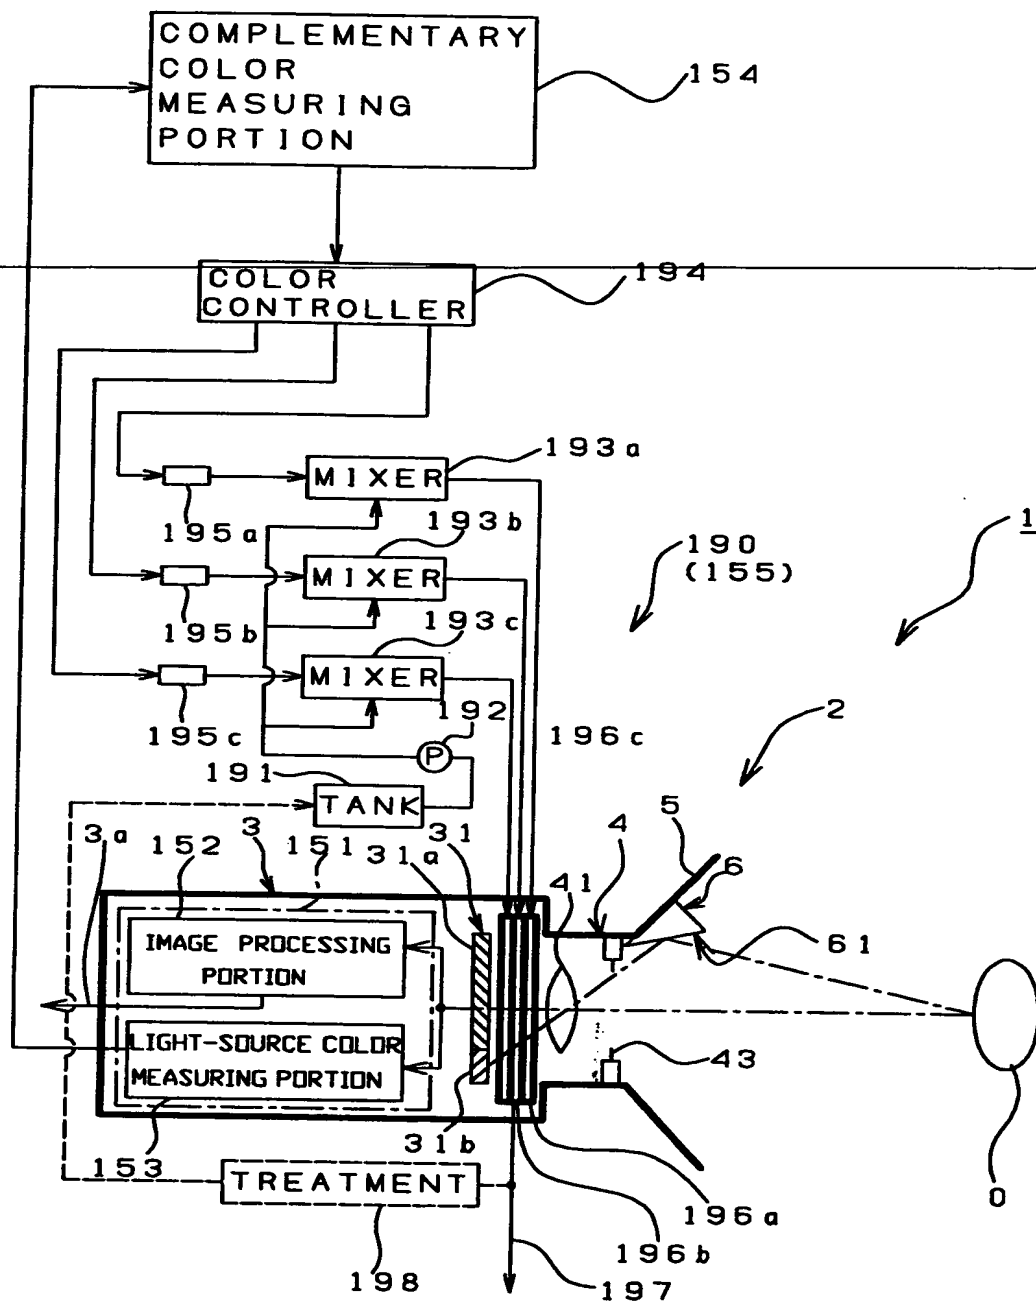 COMPLEMENTARY
COLOR
MEASURING
PORTION
154
COLOR
CONTROLLER
194
MIXER
193a
195a
193b
MIXER
195b
193c
MIXER
195c
192
P
191
TANK
190
(155)
1
2
196c
3a
152
3
151
31a
31
41
4
5
6
61
IMAGE PROCESSING
PORTION
LIGHT-SOURCE COLOR
MEASURING PORTION
43
31b
153
TREATMENT
198
196a
196b
197
O